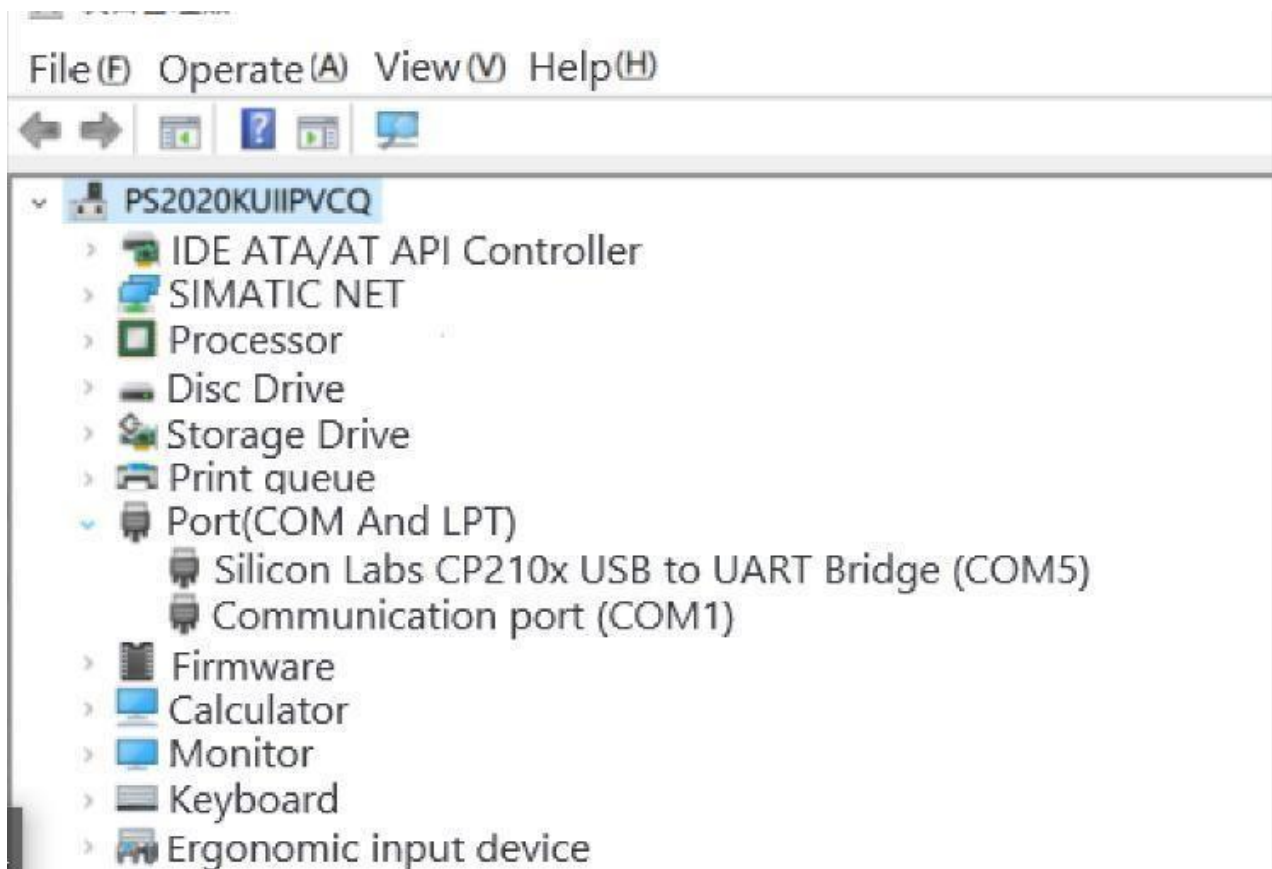 File(F) Operate(A) View(V) Help(H)
PS2020KUIIPVCQ
IDE ATA/AT API Controller
SIMATIC NET
Processor
Disc Drive
Storage Drive
Print queue
Port(COM And LPT)
Silicon Labs CP210x USB to UART Bridge (COM5)
Communication port (COM1)
Firmware
Calculator
Monitor
Keyboard
Ergonomic input device